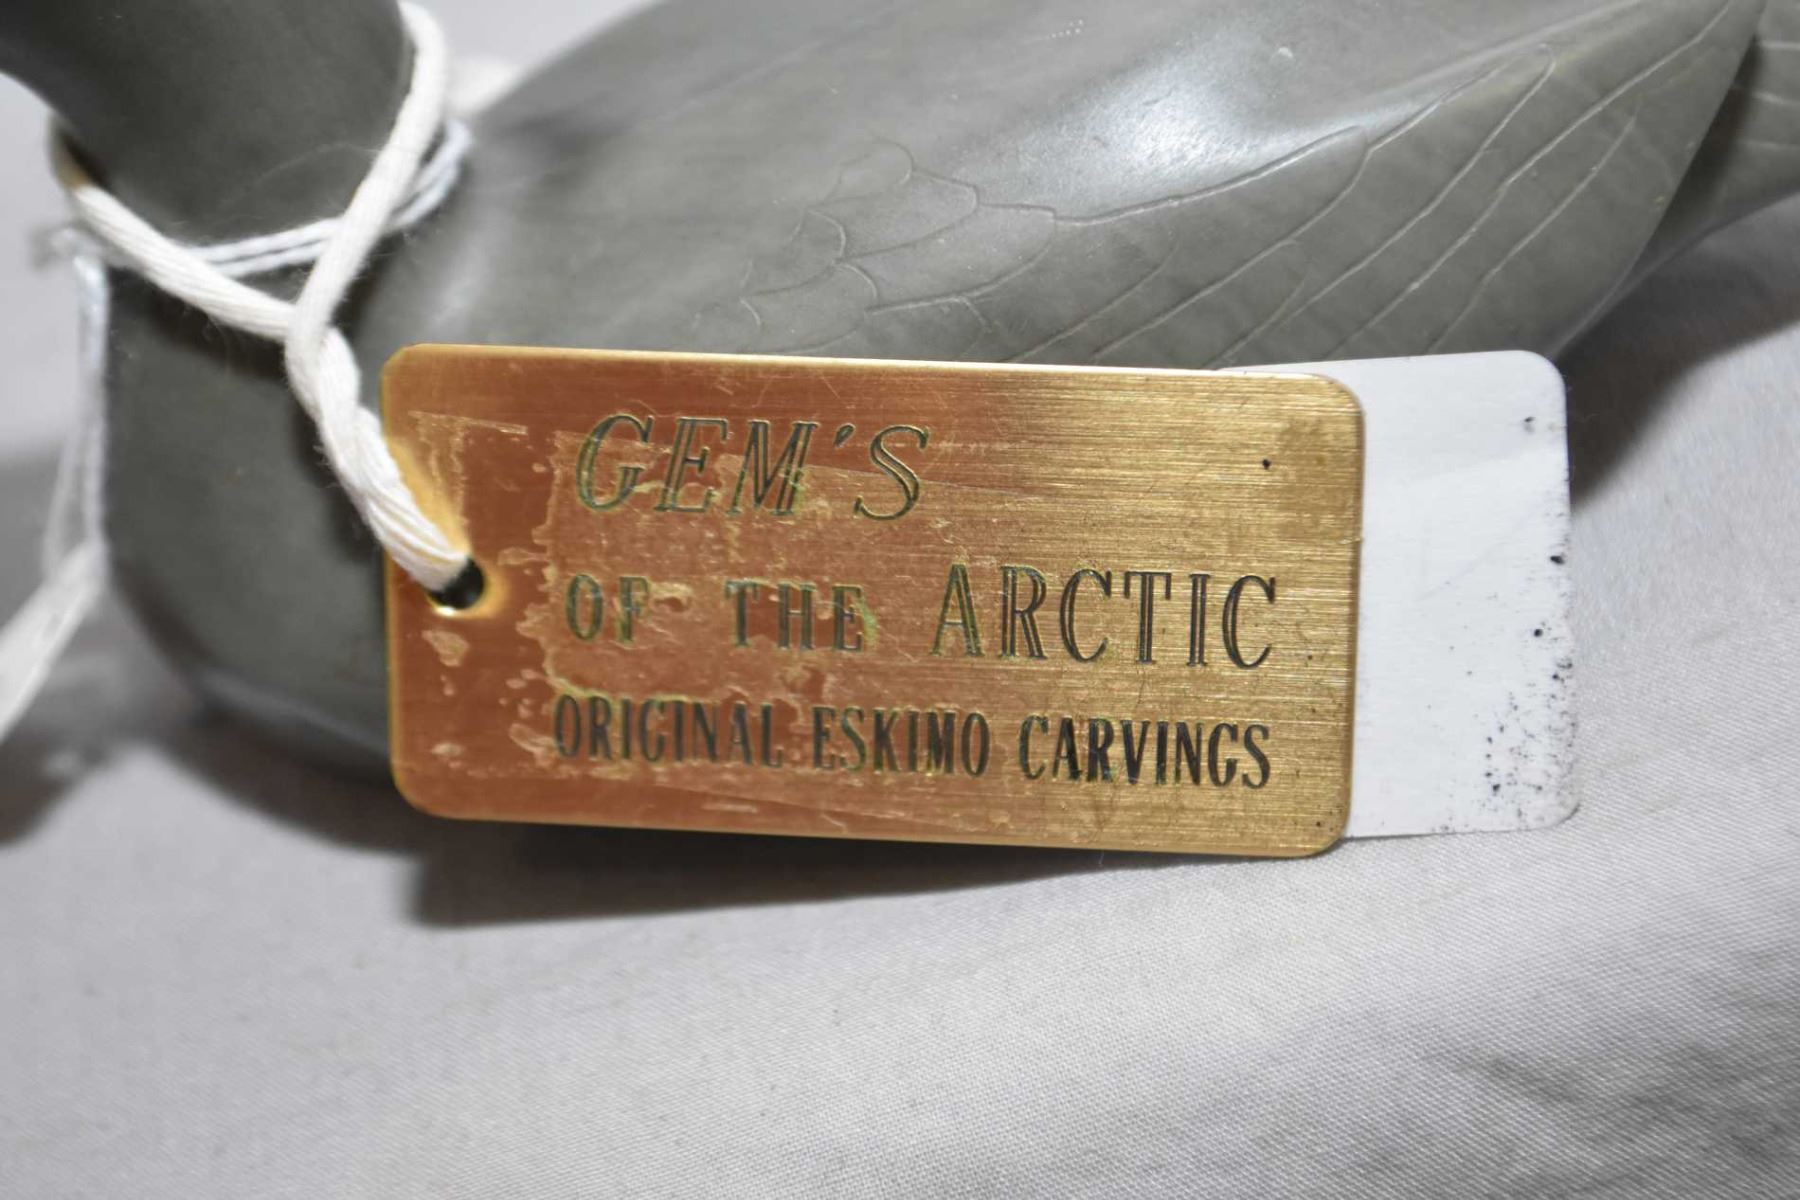 GEM'S
OF THE ARCTIC
ORIGINAL ESKIMO CARVINGS